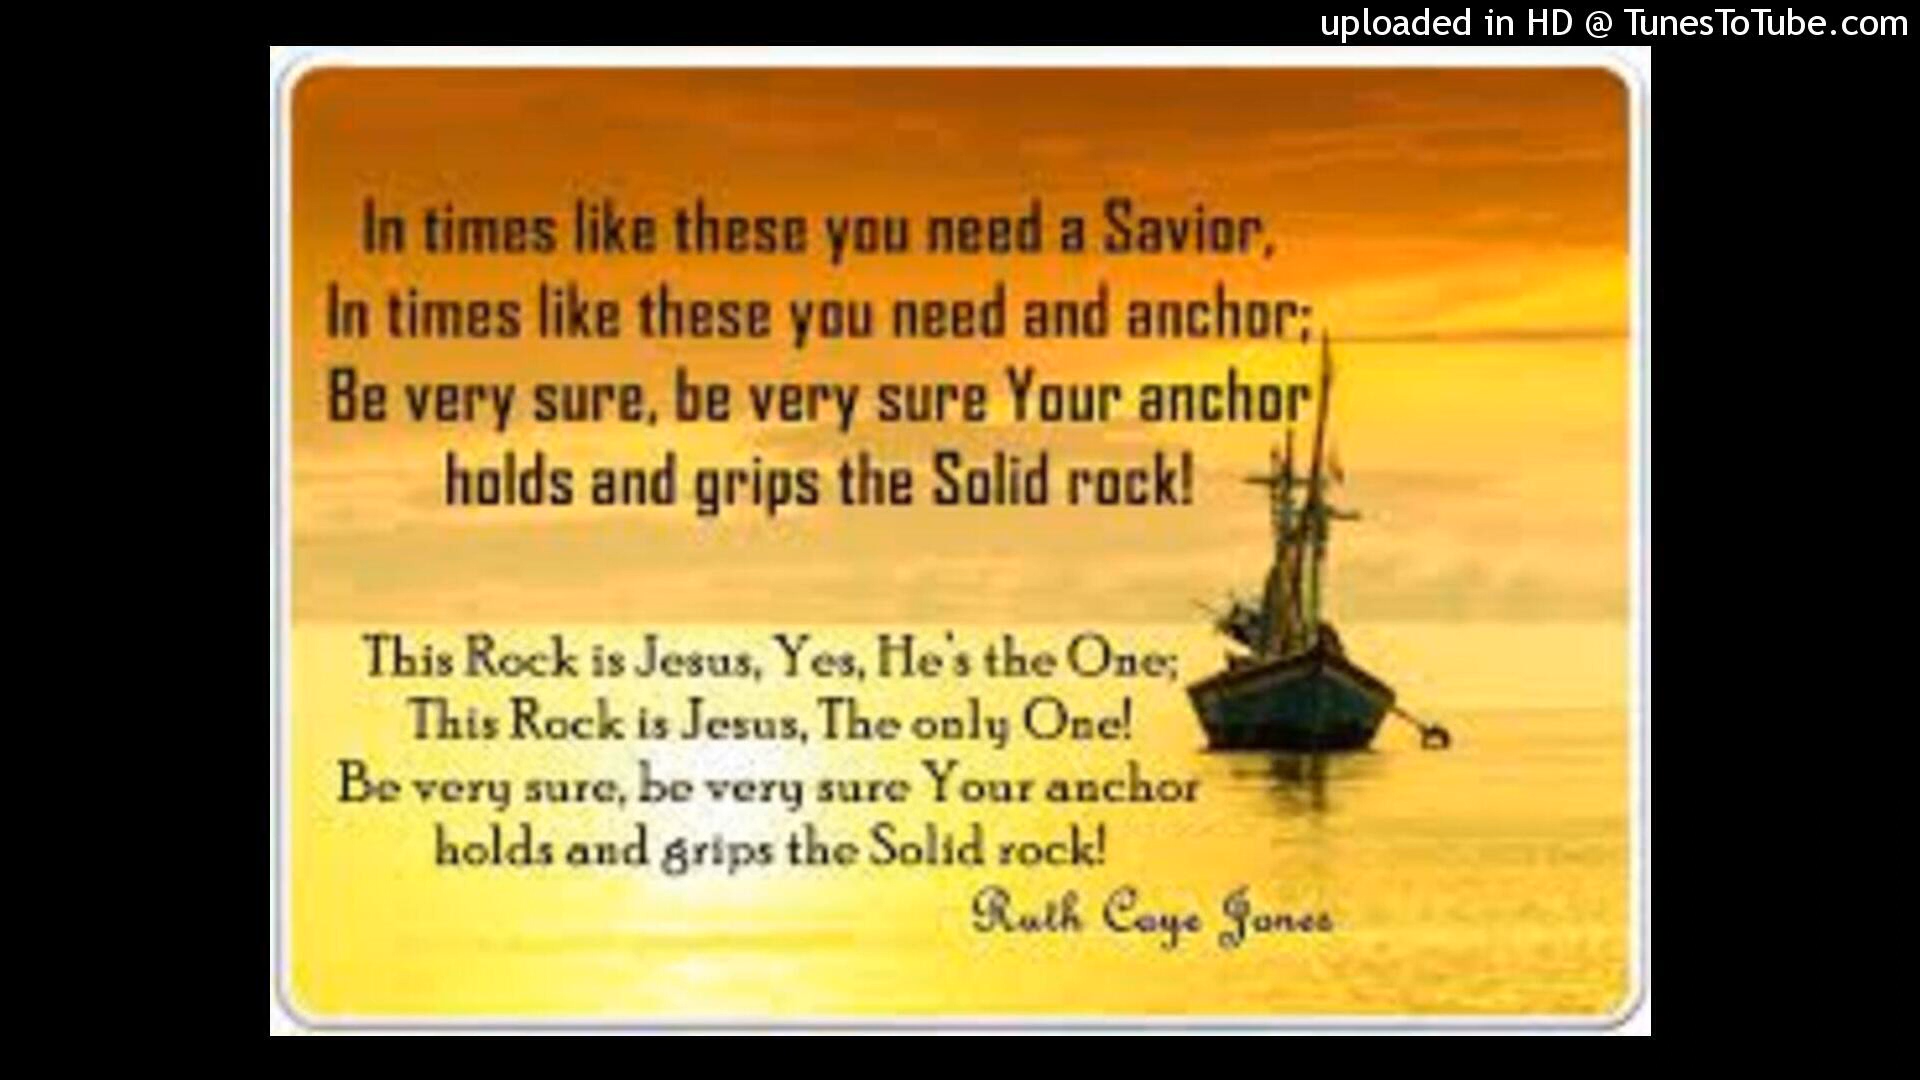 uploaded in HD @ TunesToTube.com
In times like these you need a Savior,
In times like these you need and anchor;
Be very sure, be very sure Your anchor
holds and grips the Solid rock!
This Rock is Jesus, Yes, He's the One;
This Rock is Jesus, The only One!
Be very sure, be very sure Your anchor
holds and grips the Solid rock!
Ruth Caye Jones